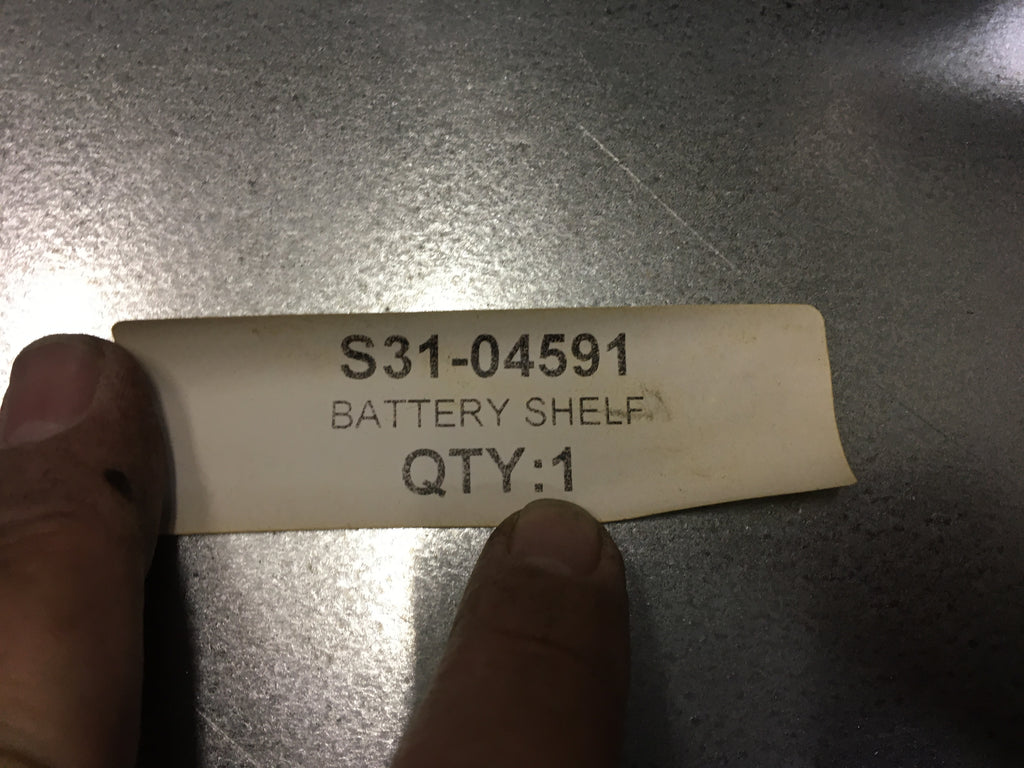 S31-04591
BATTERY SHELF
QTY:1